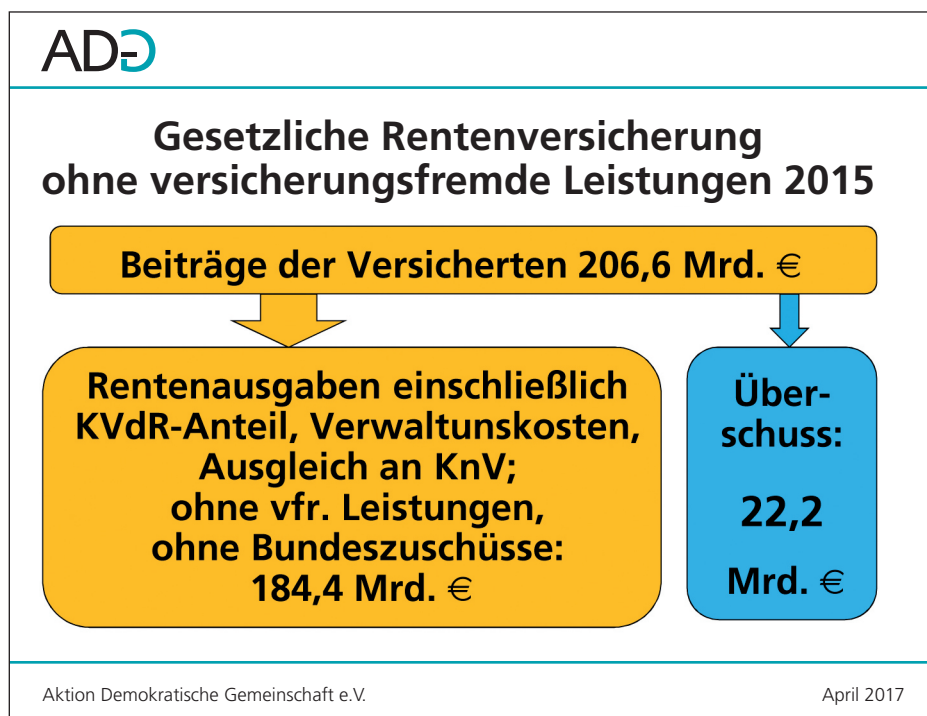 ADG
Gesetzliche Rentenversicherung
ohne versicherungsfremde Leistungen 2015
Beiträge der Versicherten 206,6 Mrd. €
Rentenausgaben einschließlich
KVdR-Anteil, Verwaltunskosten,
Ausgleich an KnV;
ohne vfr. Leistungen,
ohne Bundeszuschüsse:
184,4 Mrd. €
Über-
schuss:
22,2
Mrd. €
Aktion Demokratische Gemeinschaft e.V.
April 2017